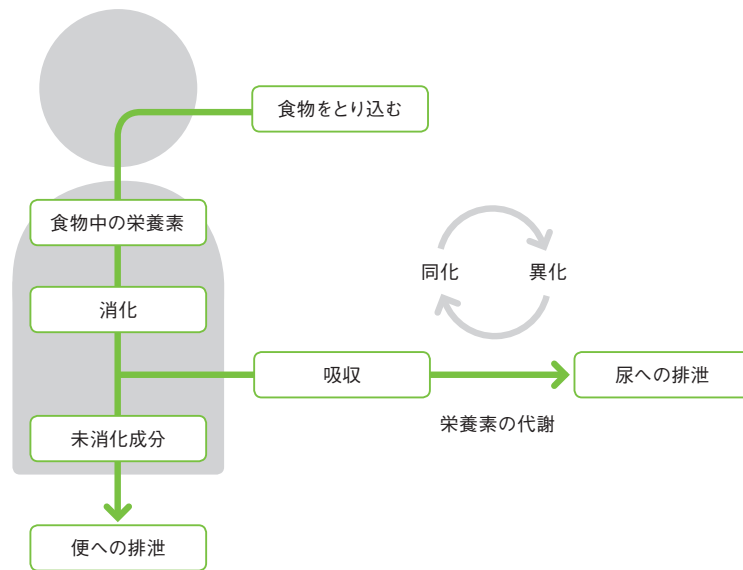 食物をとり込む
食物中の栄養素
同化
異化
消化
吸収
尿への排泄
栄養素の代謝
未消化成分
便への排泄